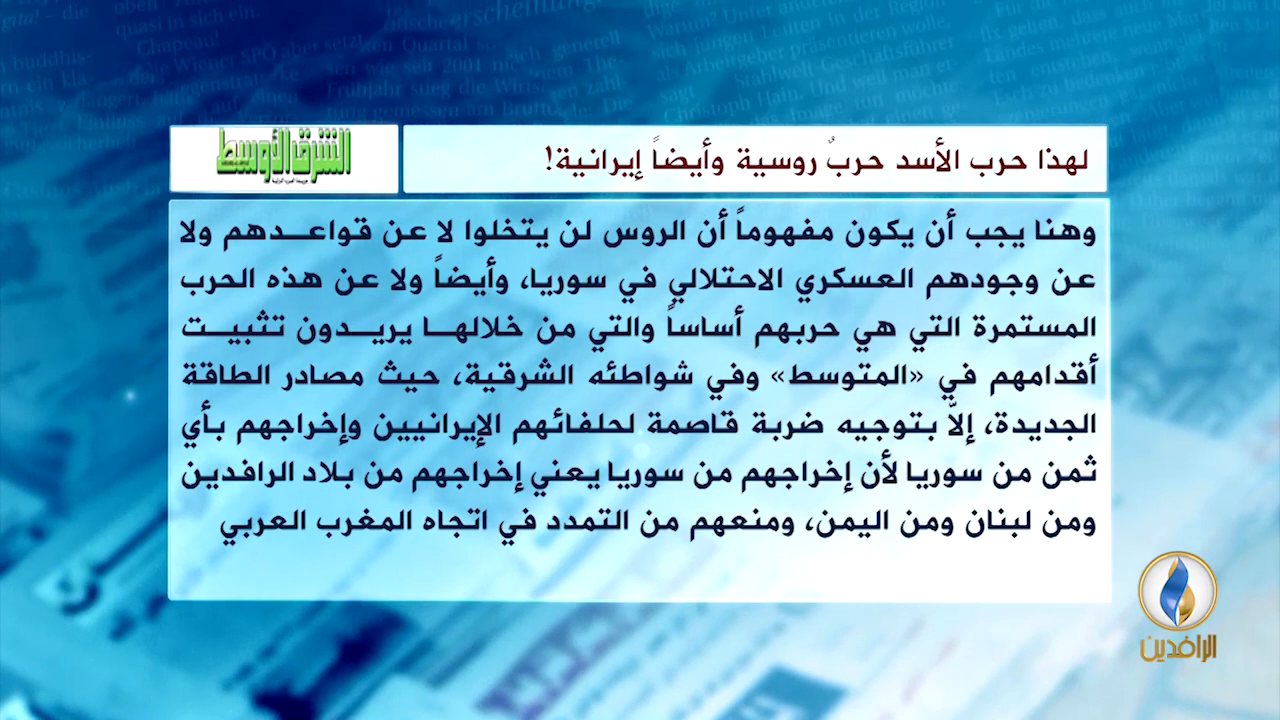 لهذا حرب الأسد حربٌ روسية وأيضاً إيرانية!
الشرق الأوسط
وهنا يجب أن يكون مفهوماً أن الروس لن يتخلوا لا عن قواعـــدهم ولا
عن وجودهم العسكري الاحتلالي في سوريا، وأيضاً ولا عن هذه الحرب
المستمرة التي هي حربهم أساساً والتي من خلالهــا يريـــدون تثبيـــت
أقدامهم في «المتوسط» وفي شواطئه الشرقية، حيث مصادر الطاقة
الجديدة، إلاّ بتوجيه ضربة قاصمة لحلفائهم الإيرانيين وإخراجهم بأي
ثمن من سوريا لأن إخراجهم من سوريا يعني إخراجهم من بلاد الرافدين
ومن لبنان ومن اليمن، ومنعهم من التمدد في اتجاه المغرب العربي
الرافدين